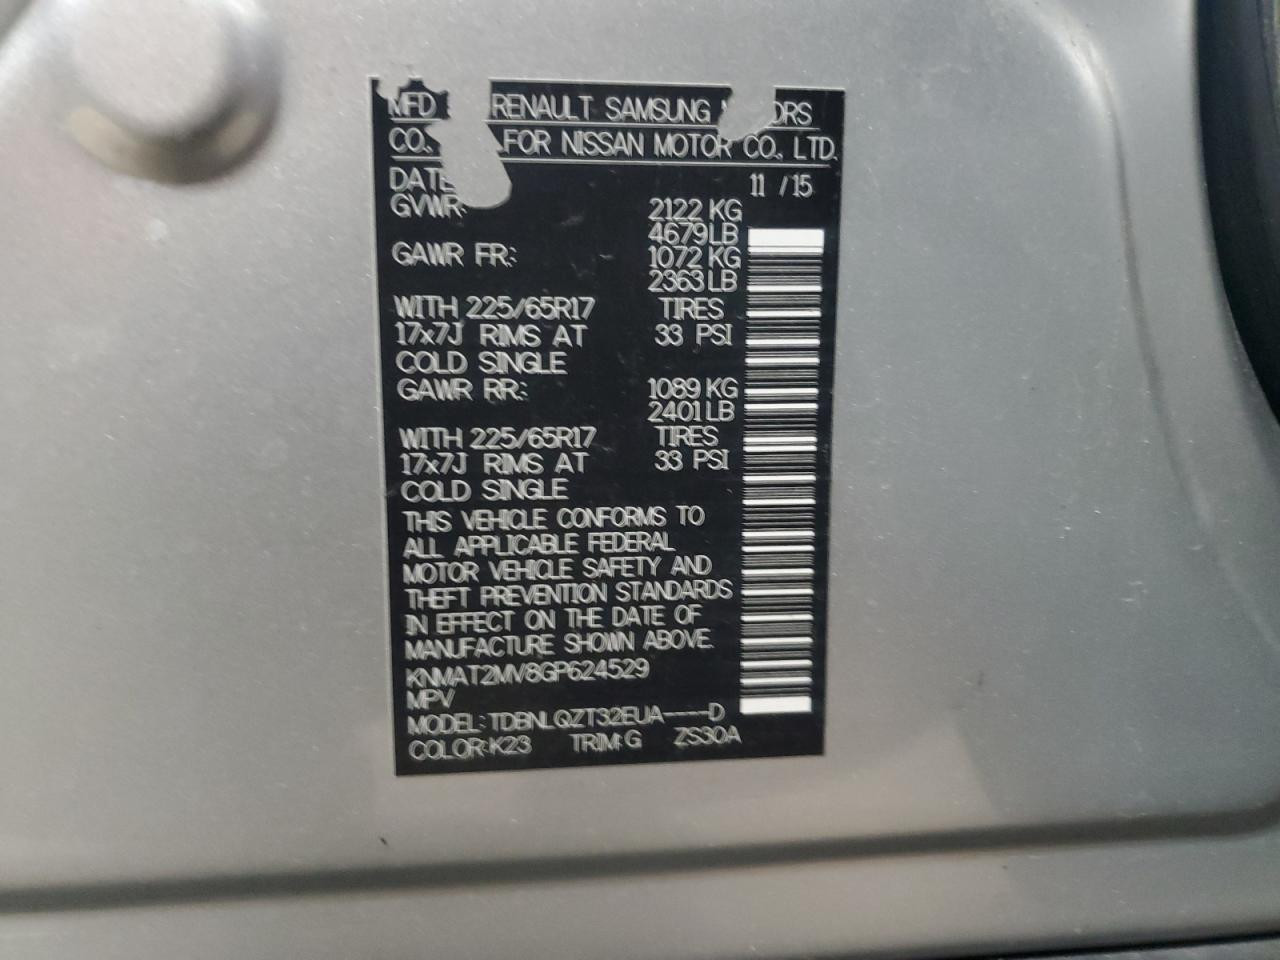 MFD RENAULT SAMSUNG
CO., FOR NISSAN MOTOR CO., LTD.
DATE 11 / 15
GVWR: 2122 KG
4679 LB
GAWR FR: 1072 KG
2363 LB
WITH 225/65R17 TIRES
17x7J RIMS AT 33 PSI
COLD SINGLE
GAWR RR: 1089 KG
2401 LB
WITH 225/65R17 TIRES
17x7J RIMS AT 33 PSI
COLD SINGLE
THIS VEHICLE CONFORMS TO
ALL APPLICABLE FEDERAL
MOTOR VEHICLE SAFETY AND
THEFT PREVENTION STANDARDS
IN EFFECT ON THE DATE OF
MANUFACTURE SHOWN ABOVE.
KNMAT2MV8GP624529
MPV
MODEL: TDBNLQZT32EUA----D
COLOR:K23 TRIM:G ZS30A